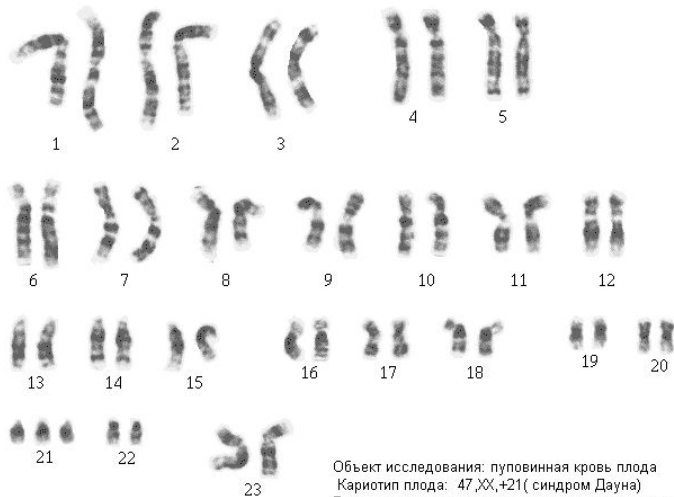 1 2 3 4 5
6 7 8 9 10 11 12
13 14 15 16 17 18 19 20
21 22 23
Объект исследования: пуповинная кровь плода
Кариотип плода: 47,XX,+21( синдром Дауна)